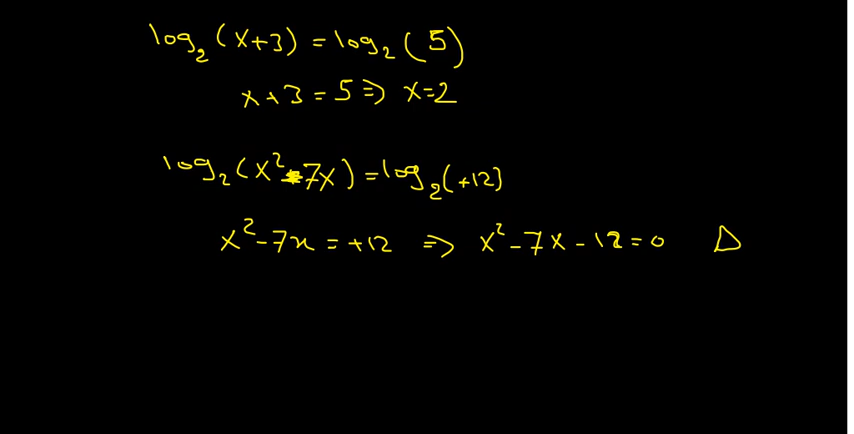 log₂(x+3) = log₂(5)
x+3 = 5 ⇒ x=2
log₂(x²-7x) = log₂(+12)
x²-7x = +12 ⇒ x²-7x-12=0 Δ